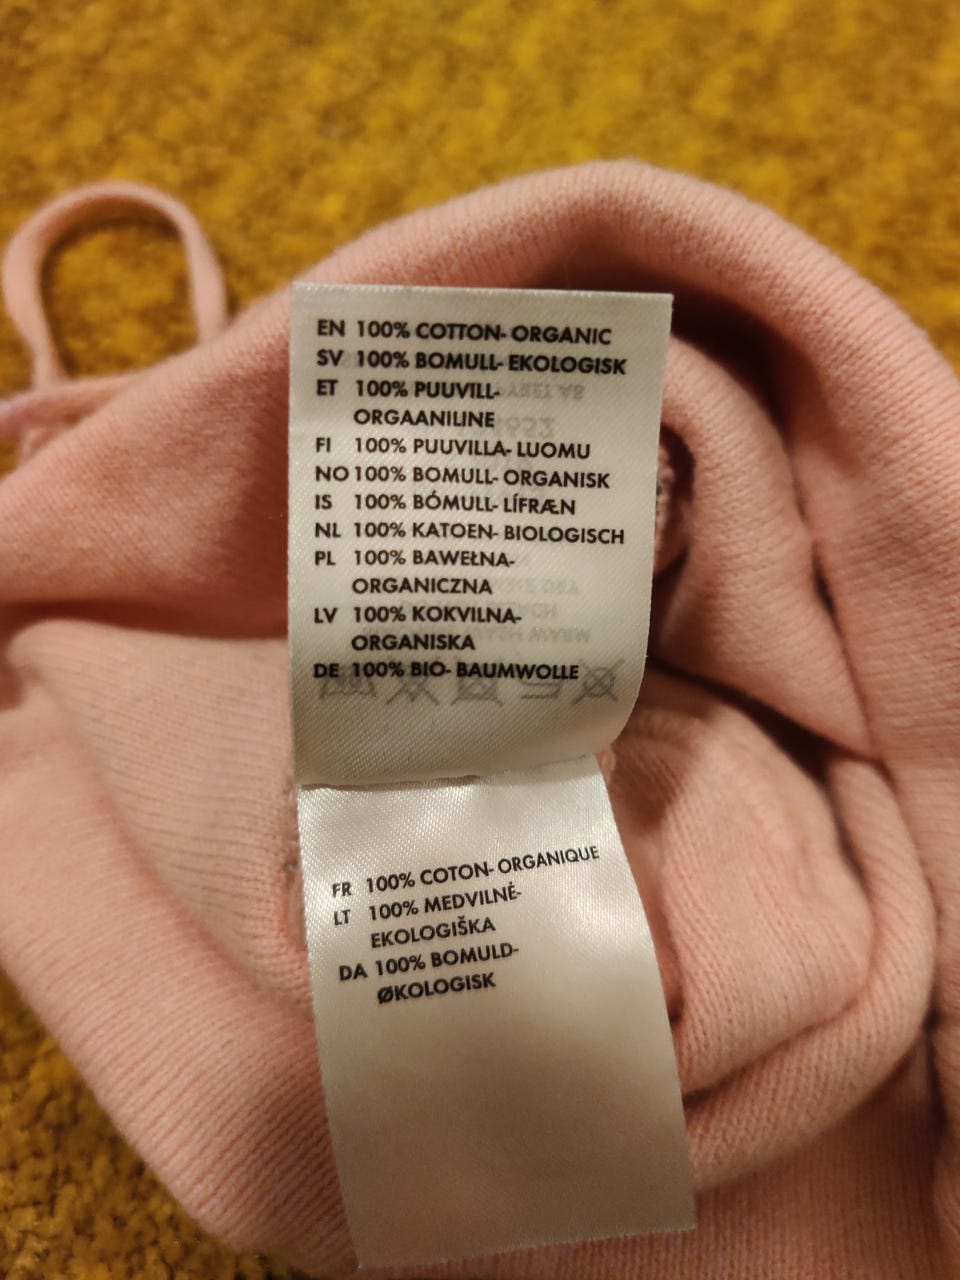 EN 100% COTTON- ORGANIC
SV 100% BOMULL- EKOLOGISK
ET 100% PUUVILL-
ORGAANILINE
FI 100% PUUVILLA- LUOMU
NO 100% BOMULL- ORGANISK
IS 100% BÓMULL- LÍFRÆN
NL 100% KATOEN- BIOLOGISCH
PL 100% BAWEŁNA-
ORGANICZNA
LV 100% KOKVILNA-
ORGANISKA
DE 100% BIO- BAUMWOLLE
FR 100% COTON- ORGANIQUE
LT 100% MEDVILNĖ-
EKOLOGIŠKA
DA 100% BOMULD-
ØKOLOGISK